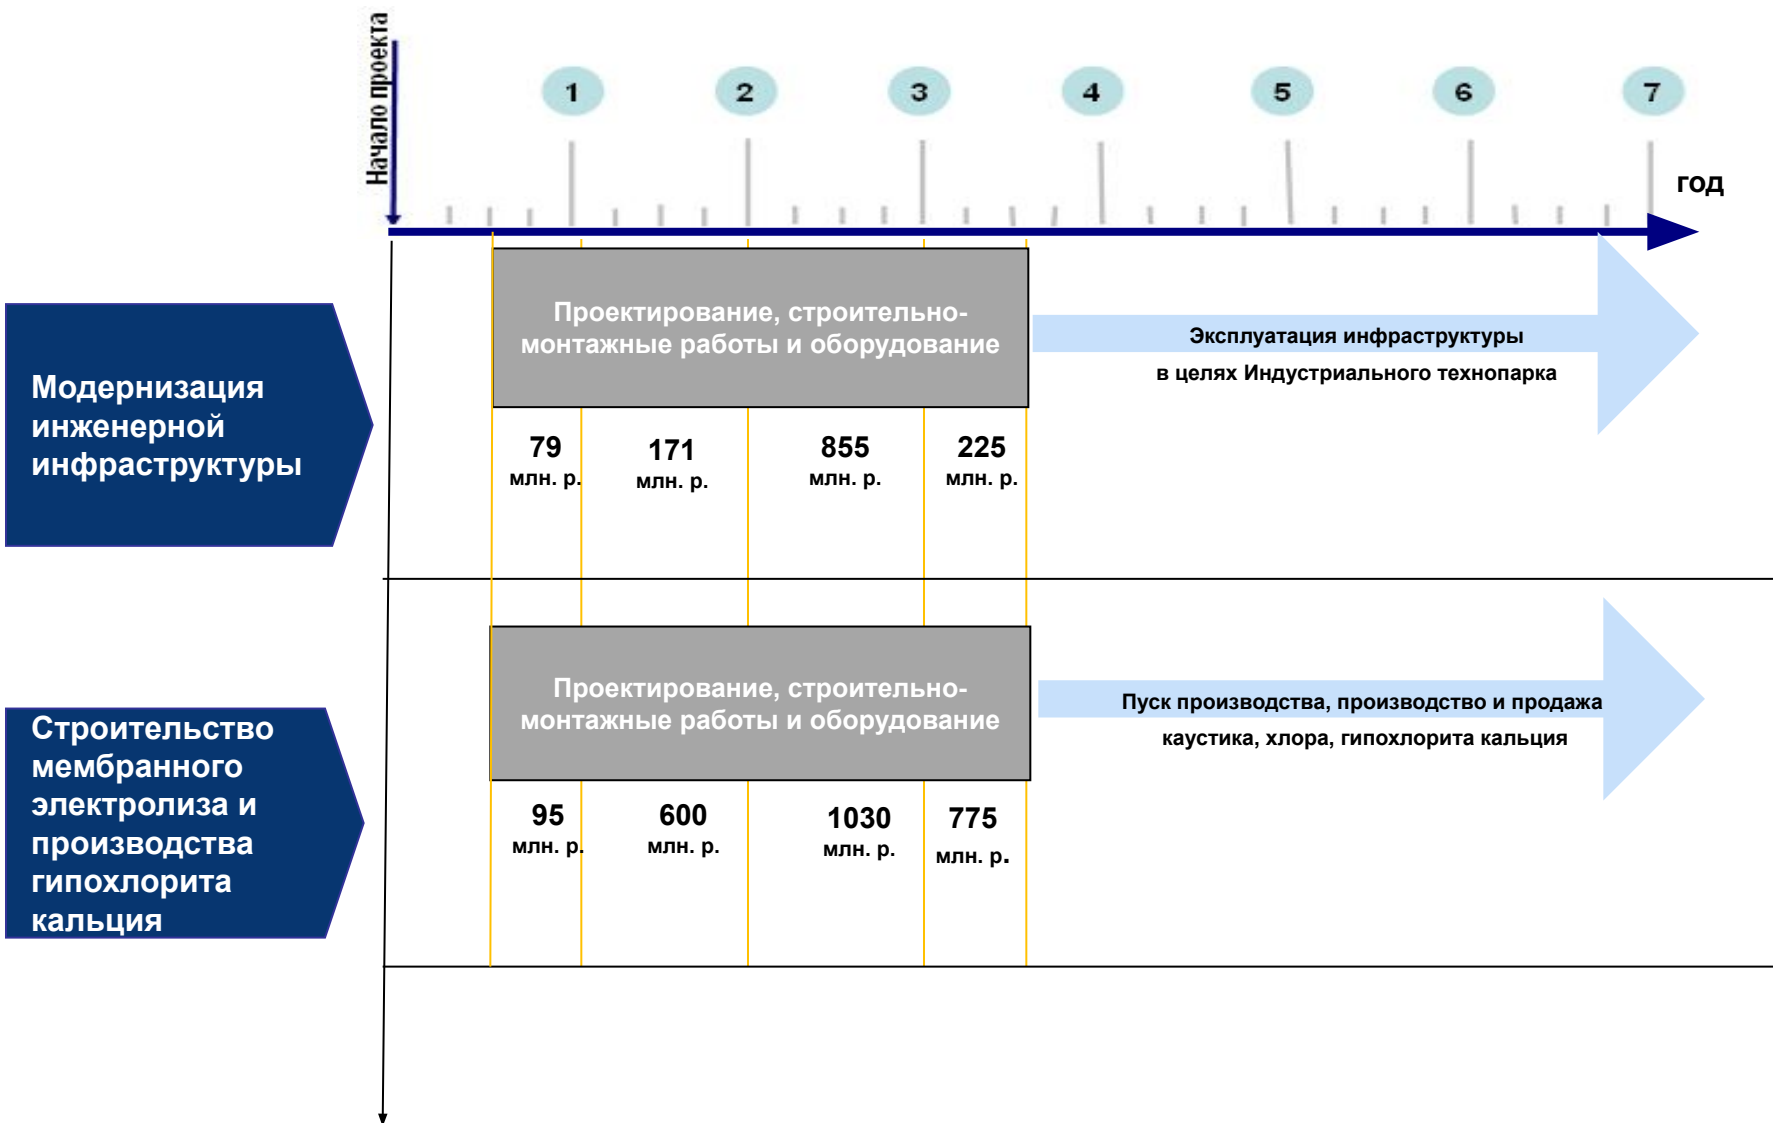 Начало проекта
1
2
3
4
5
6
7
год
Модернизация
инженерной
инфраструктуры
Проектирование, строительно-
монтажные работы и оборудование
Эксплуатация инфраструктуры
в целях Индустриального технопарка
79
млн. р.
171
млн. р.
855
млн. р.
225
млн. р.
Строительство
мембранного
электролиза и
производства
гипохлорита
кальция
Проектирование, строительно-
монтажные работы и оборудование
Пуск производства, производство и продажа
каустика, хлора, гипохлорита кальция
95
млн. р.
600
млн. р.
1030
млн. р.
775
млн. р.